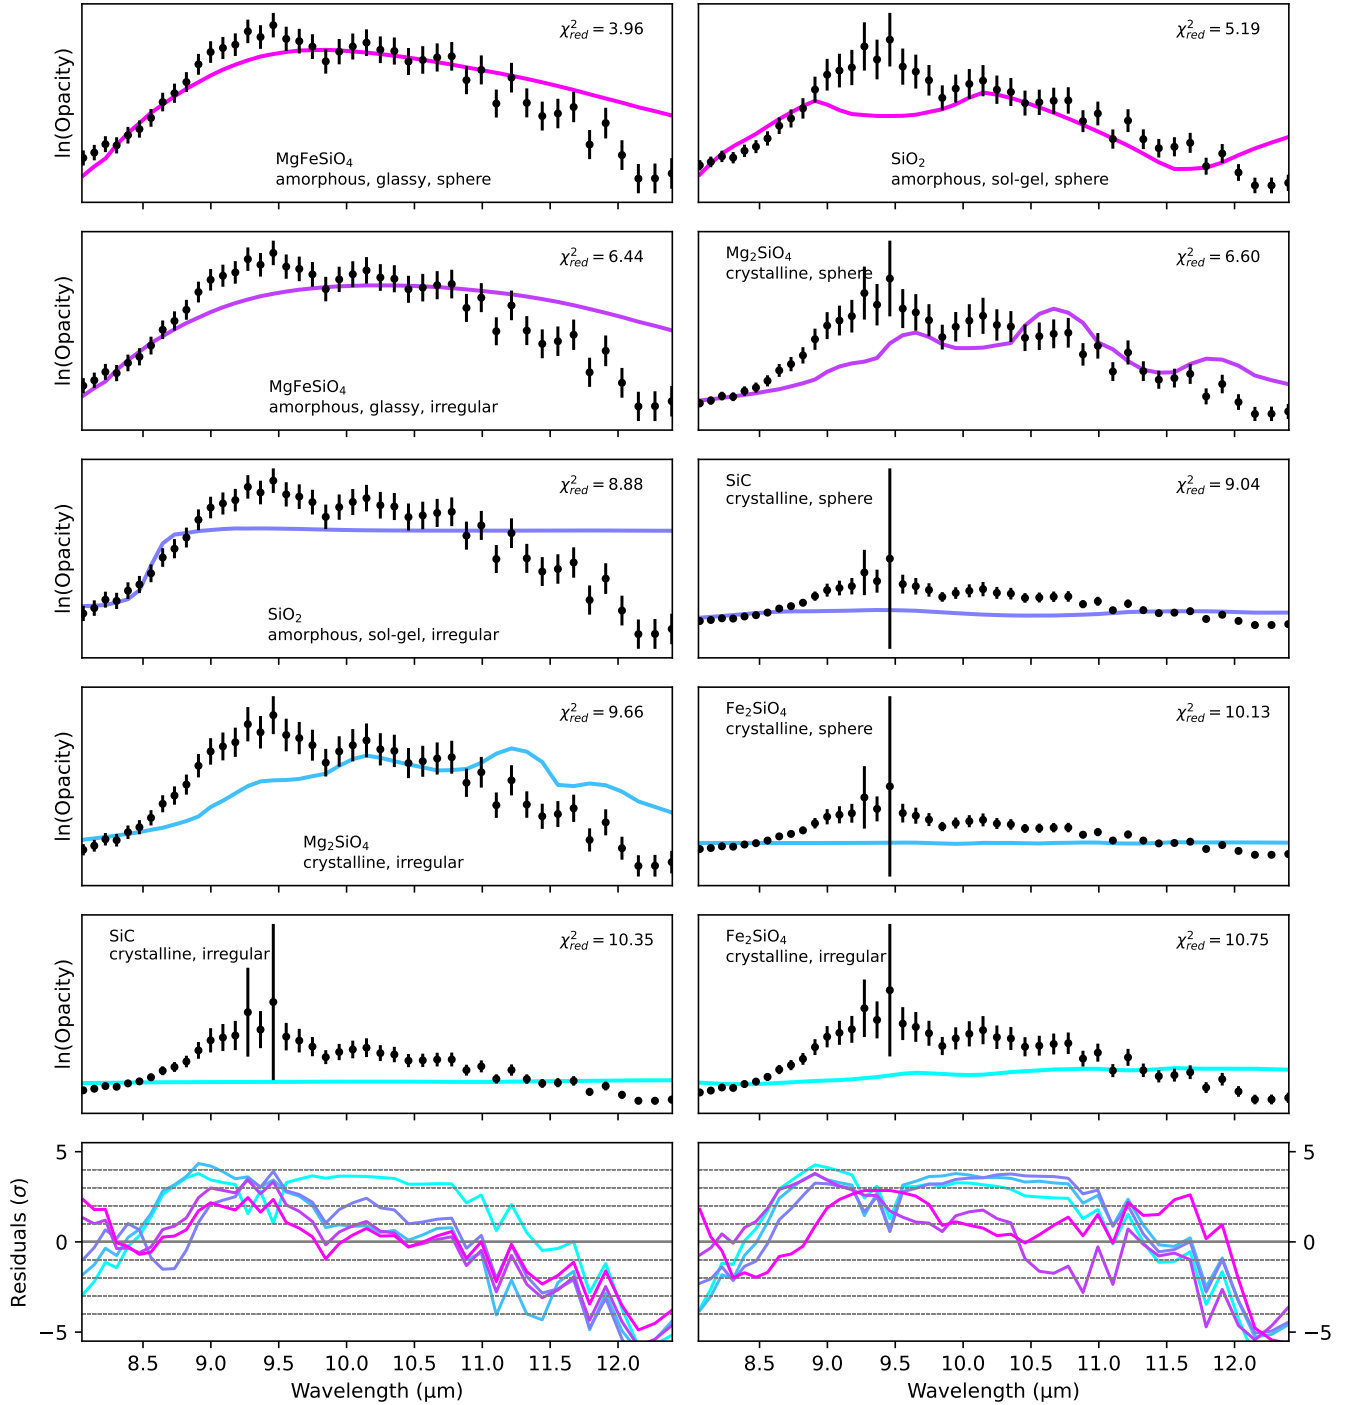 ln(Opacity)
χ²red = 3.96
MgFeSiO₄
amorphous, glassy, sphere
χ²red = 5.19
SiO₂
amorphous, sol-gel, sphere
ln(Opacity)
χ²red = 6.44
MgFeSiO₄
amorphous, glassy, irregular
Mg₂SiO₄
crystalline, sphere
χ²red = 6.60
ln(Opacity)
χ²red = 8.88
SiO₂
amorphous, sol-gel, irregular
SiC
crystalline, sphere
χ²red = 9.04
ln(Opacity)
χ²red = 9.66
Mg₂SiO₄
crystalline, irregular
Fe₂SiO₄
crystalline, sphere
χ²red = 10.13
ln(Opacity)
SiC
crystalline, irregular
χ²red = 10.35
Fe₂SiO₄
crystalline, irregular
χ²red = 10.75
Residuals (σ)
5
0
−5
5
0
−5
8.5 9.0 9.5 10.0 10.5 11.0 11.5 12.0
8.5 9.0 9.5 10.0 10.5 11.0 11.5 12.0
Wavelength (μm)
Wavelength (μm)